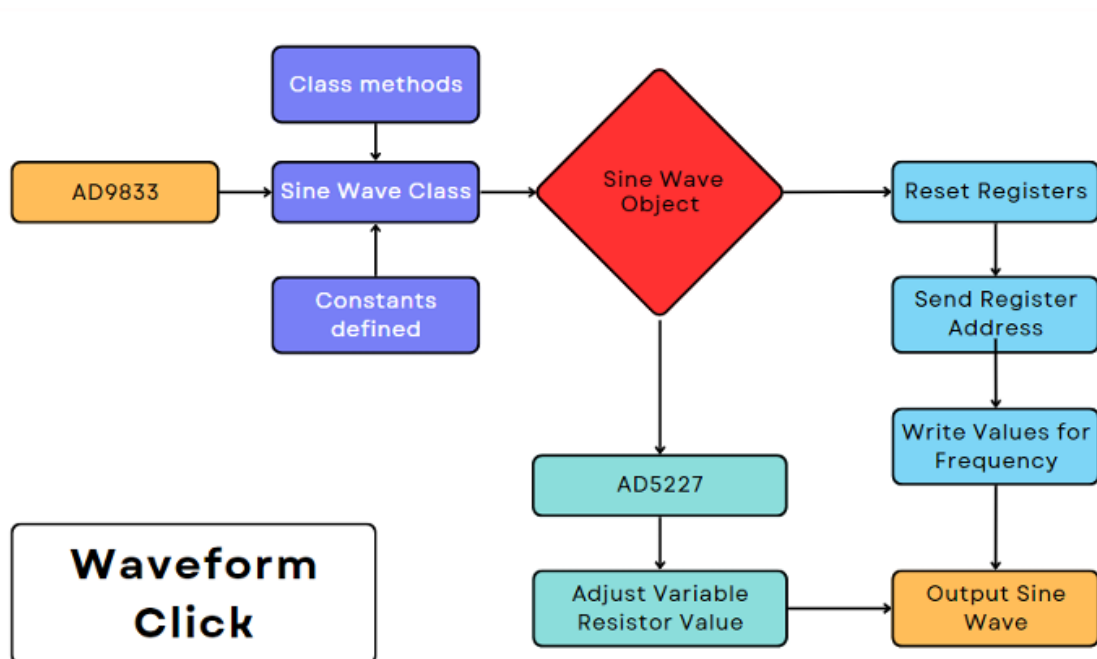 Class methods
AD9833
Sine Wave Class
Constants
defined
Sine Wave
Object
Reset Registers
Send Register
Address
Write Values for
Frequency
AD5227
Adjust Variable
Resistor Value
Output Sine
Wave
Waveform
Click